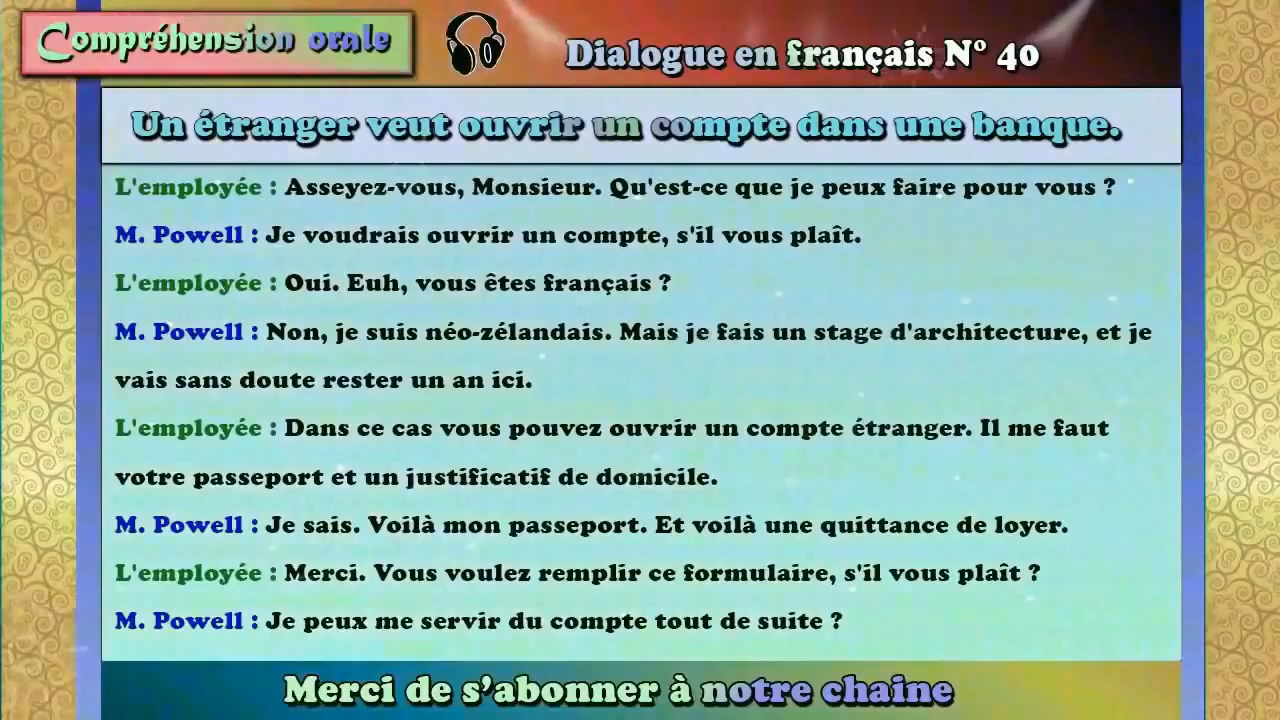 Compréhension orale
Dialogue en français N° 40
Un étranger veut ouvrir un compte dans une banque.
L'employée : Asseyez-vous, Monsieur. Qu'est-ce que je peux faire pour vous ?
M. Powell : Je voudrais ouvrir un compte, s'il vous plaît.
L'employée : Oui. Euh, vous êtes français ?
M. Powell : Non, je suis néo-zélandais. Mais je fais un stage d'architecture, et je
vais sans doute rester un an ici.
L'employée : Dans ce cas vous pouvez ouvrir un compte étranger. Il me faut
votre passeport et un justificatif de domicile.
M. Powell : Je sais. Voilà mon passeport. Et voilà une quittance de loyer.
L'employée : Merci. Vous voulez remplir ce formulaire, s'il vous plaît ?
M. Powell : Je peux me servir du compte tout de suite ?
Merci de s’abonner à notre chaine